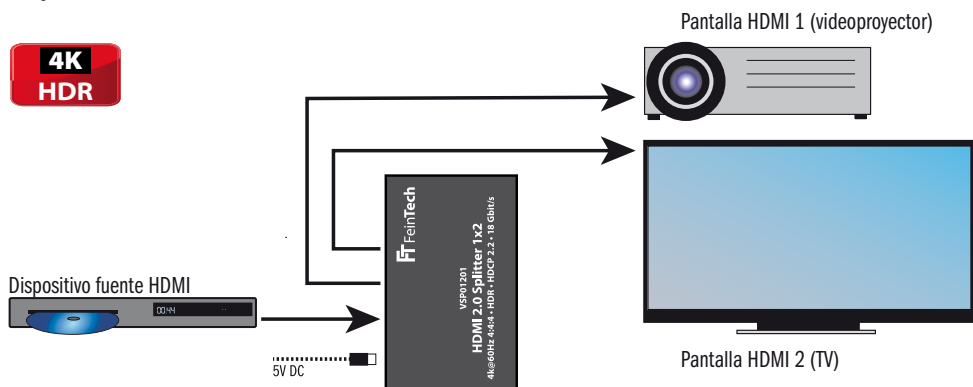 Pantalla HDMI 1 (videoproyector)
4K
HDR
FT FeinTech
VSP01201
HDMI 2.0 Splitter 1x2
4k@60Hz 4:4:4 • HDR • HDCP 2.2 • 18 Gbit/s
Dispositivo fuente HDMI
00:44
5V DC
Pantalla HDMI 2 (TV)